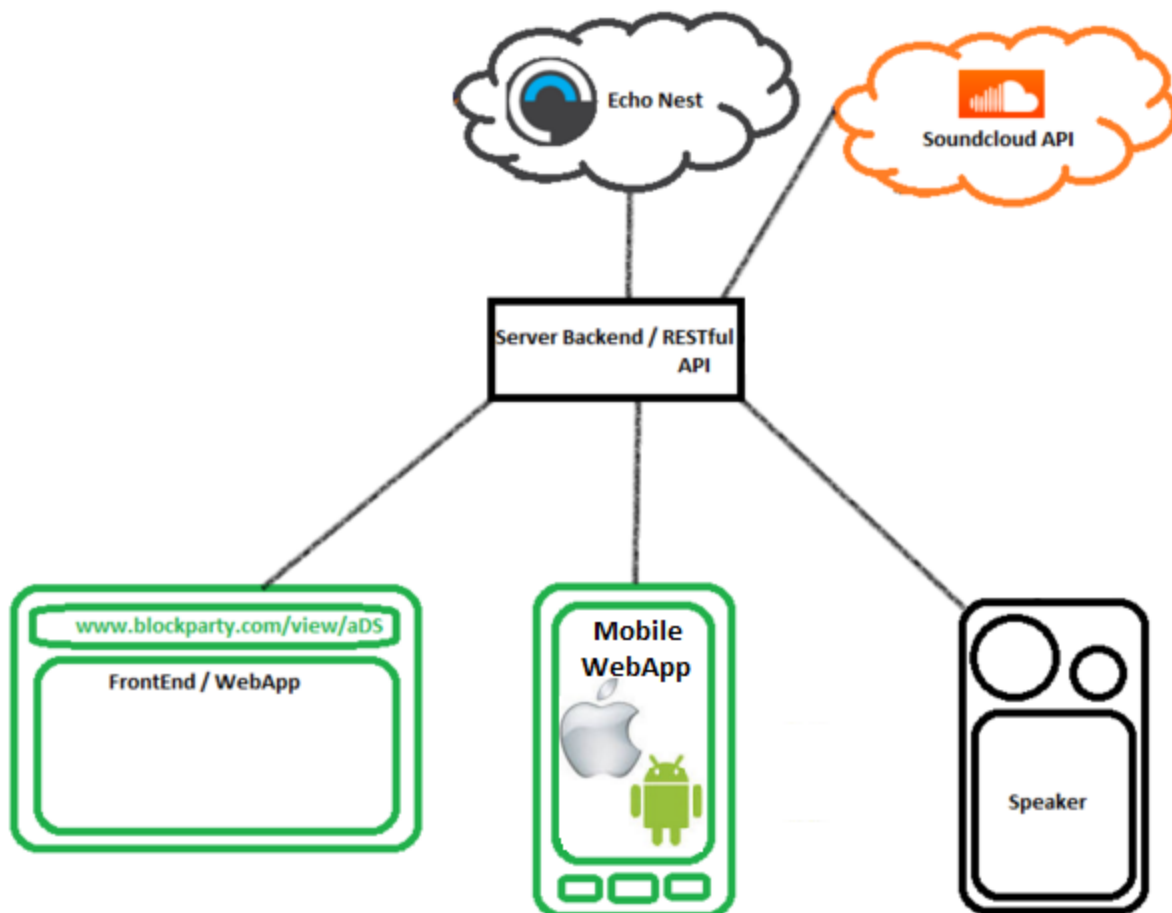 Echo Nest
Soundcloud API
Server Backend / RESTful
API
www.blockparty.com/view/aDS
FrontEnd / WebApp
Mobile
WebApp
Speaker